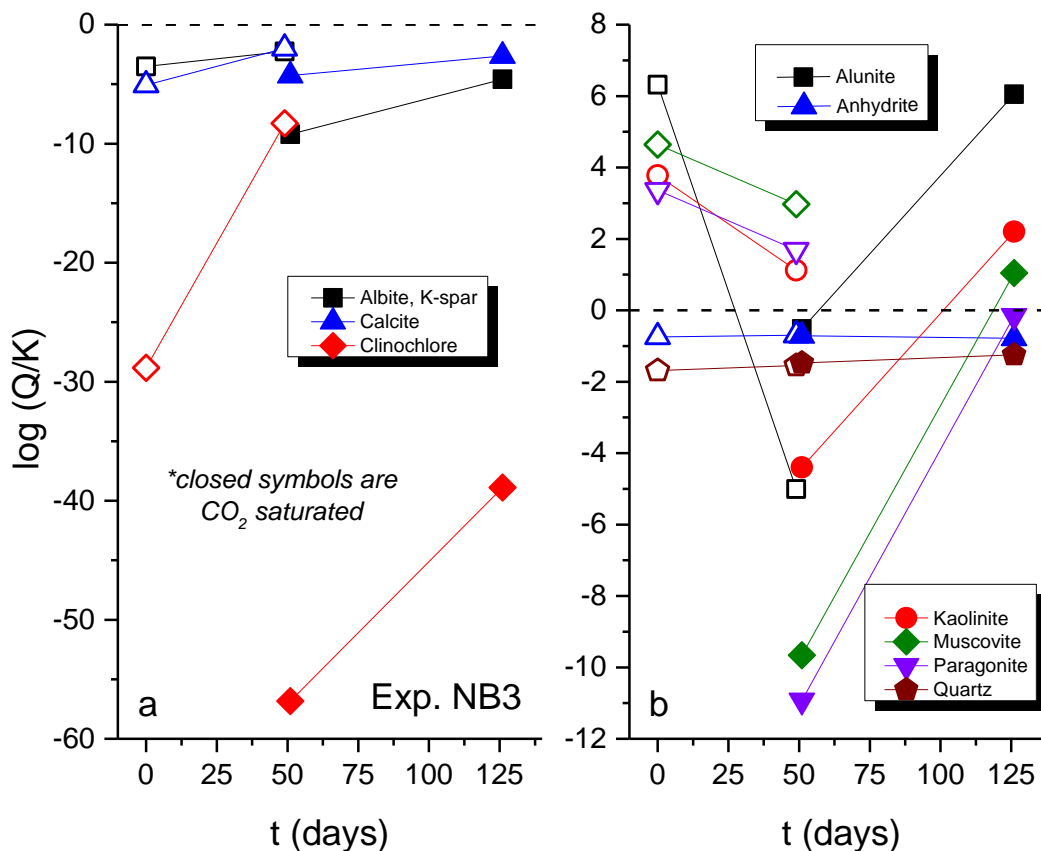 log (Q/K)
0
-10
-20
-30
-40
-50
-60
Albite, K-spar
Calcite
Clinochlore
*closed symbols are
CO₂ saturated
a
Exp. NB3
0 25 50 75 100 125
t (days)
8
6
4
2
0
-2
-4
-6
-8
-10
-12
Alunite
Anhydrite
Kaolinite
Muscovite
Paragonite
Quartz
b
0 25 50 75 100 125
t (days)